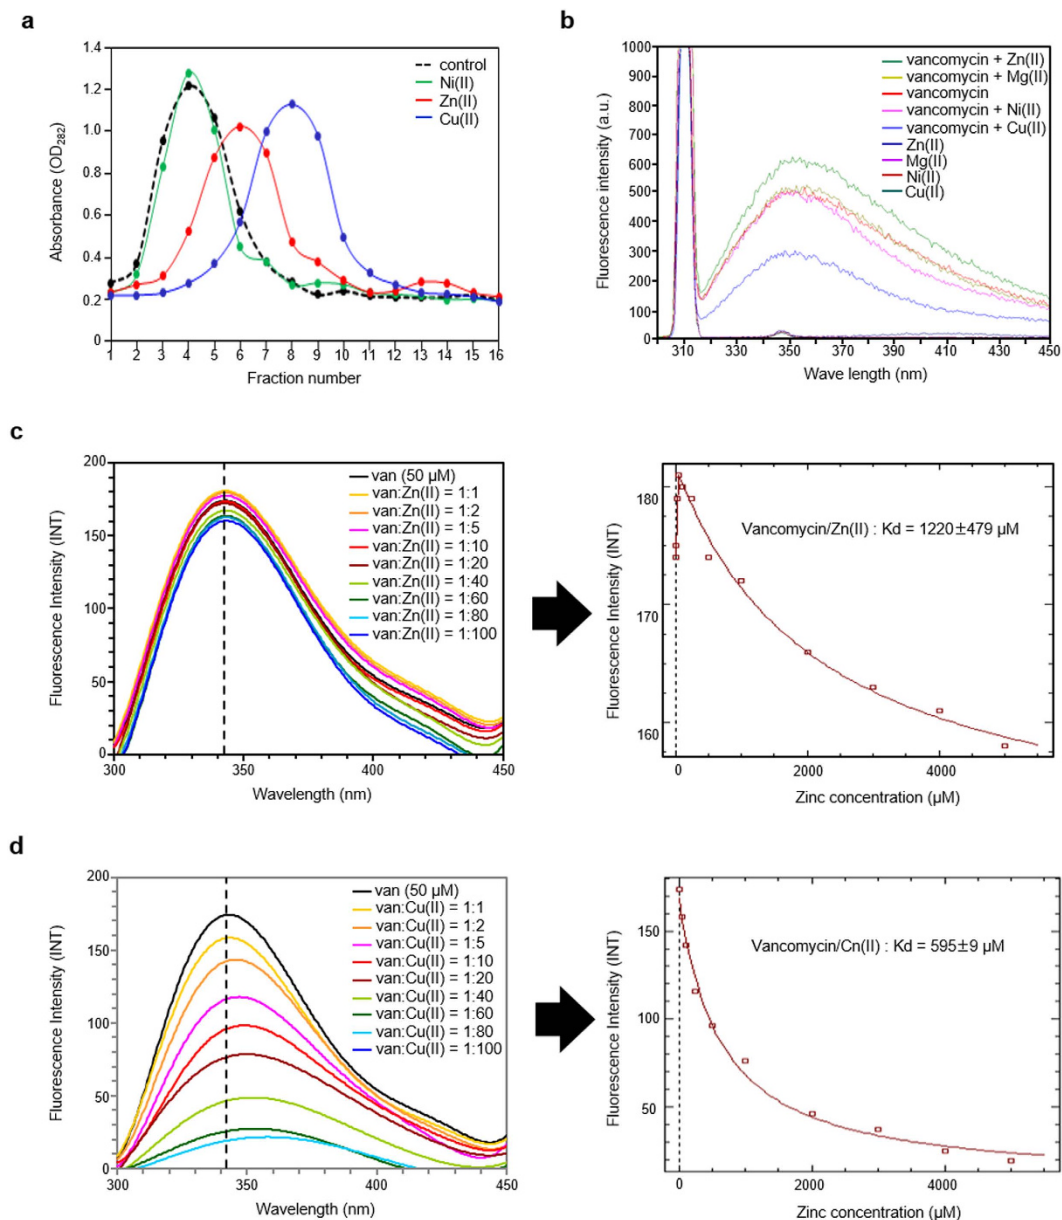 a
1.4
1.2
1.0
0.8
0.6
0.4
0.2
0
Absorbance (OD282)
control
Ni(II)
Zn(II)
Cu(II)
1 2 3 4 5 6 7 8 9 10 11 12 13 14 15 16
Fraction number
b
1000
900
800
700
600
500
400
300
200
100
0
Fluorescence intensity (a.u.)
vancomycin + Zn(II)
vancomycin + Mg(II)
vancomycin
vancomycin + Ni(II)
vancomycin + Cu(II)
Zn(II)
Mg(II)
Ni(II)
Cu(II)
310 330 350 370 390 410 430 450
Wave length (nm)
c
200
150
100
50
0
Fluorescence Intensity (INT)
van (50 µM)
van:Zn(II) = 1:1
van:Zn(II) = 1:2
van:Zn(II) = 1:5
van:Zn(II) = 1:10
van:Zn(II) = 1:20
van:Zn(II) = 1:40
van:Zn(II) = 1:60
van:Zn(II) = 1:80
van:Zn(II) = 1:100
300 350 400 450
Wavelength (nm)
180
170
160
Fluorescence Intensity (INT)
Vancomycin/Zn(II) : Kd = 1220±479 µM
0 2000 4000
Zinc concentration (µM)
d
200
150
100
50
0
Fluorescence Intensity (INT)
van (50 µM)
van:Cu(II) = 1:1
van:Cu(II) = 1:2
van:Cu(II) = 1:5
van:Cu(II) = 1:10
van:Cu(II) = 1:20
van:Cu(II) = 1:40
van:Cu(II) = 1:60
van:Cu(II) = 1:80
van:Cu(II) = 1:100
300 350 400 450
Wavelength (nm)
150
100
50
Fluorescence Intensity (INT)
Vancomycin/Cn(II) : Kd = 595±9 µM
0 2000 4000
Zinc concentration (µM)